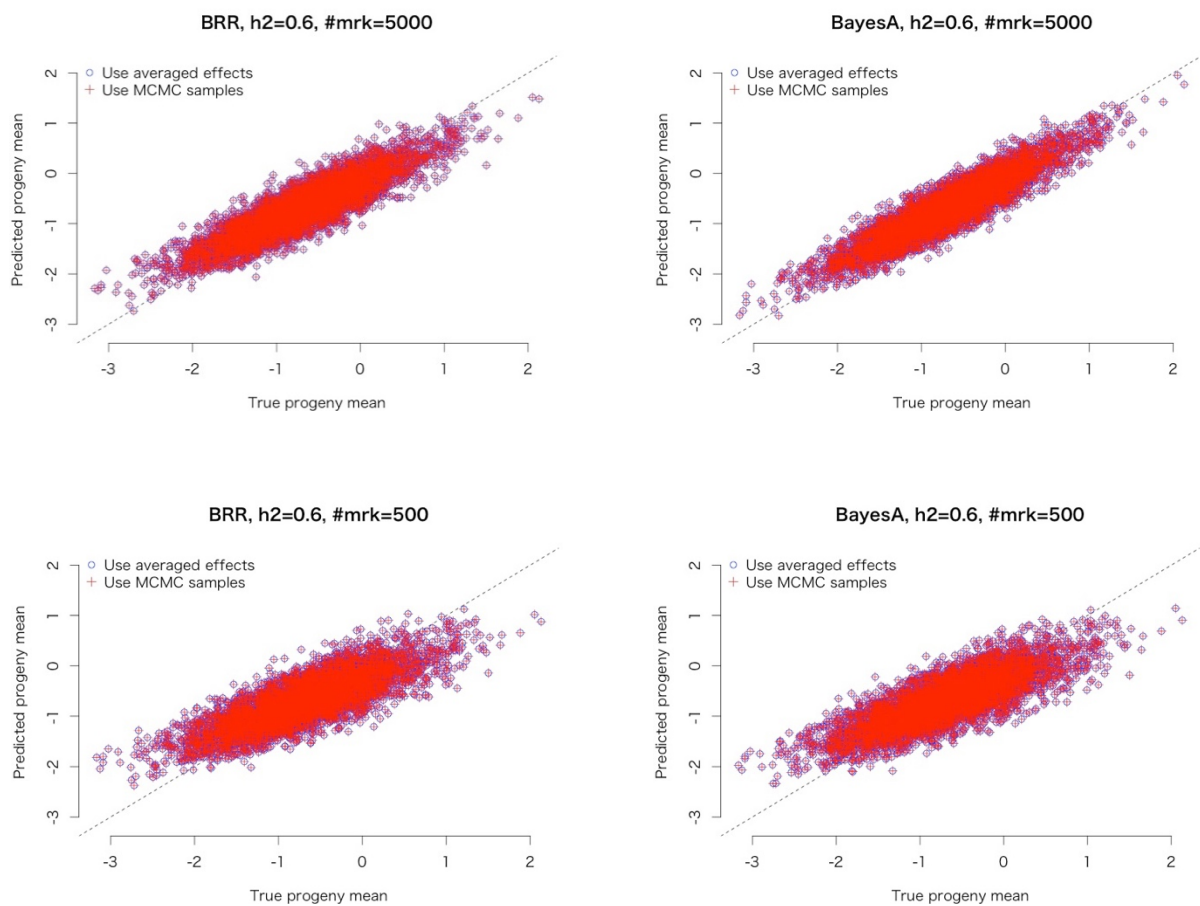 BRR, h2=0.6, #mrk=5000
Use averaged effects
Use MCMC samples
Predicted progeny mean
2
1
0
-1
-2
-3
-3 -2 -1 0 1 2
True progeny mean
BayesA, h2=0.6, #mrk=5000
Use averaged effects
Use MCMC samples
Predicted progeny mean
2
1
0
-1
-2
-3
-3 -2 -1 0 1 2
True progeny mean
BRR, h2=0.6, #mrk=500
Use averaged effects
Use MCMC samples
Predicted progeny mean
2
1
0
-1
-2
-3
-3 -2 -1 0 1 2
True progeny mean
BayesA, h2=0.6, #mrk=500
Use averaged effects
Use MCMC samples
Predicted progeny mean
2
1
0
-1
-2
-3
-3 -2 -1 0 1 2
True progeny mean